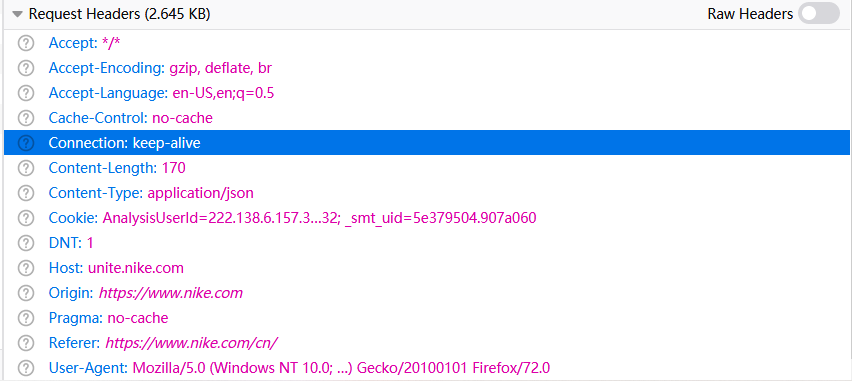 Request Headers (2.645 KB) Raw Headers
Accept: */*
Accept-Encoding: gzip, deflate, br
Accept-Language: en-US,en;q=0.5
Cache-Control: no-cache
Connection: keep-alive
Content-Length: 170
Content-Type: application/json
Cookie: AnalysisUserId=222.138.6.157.3...32; _smt_uid=5e379504.907a060
DNT: 1
Host: unite.nike.com
Origin: https://www.nike.com
Pragma: no-cache
Referer: https://www.nike.com/cn/
User-Agent: Mozilla/5.0 (Windows NT 10.0; ...) Gecko/20100101 Firefox/72.0